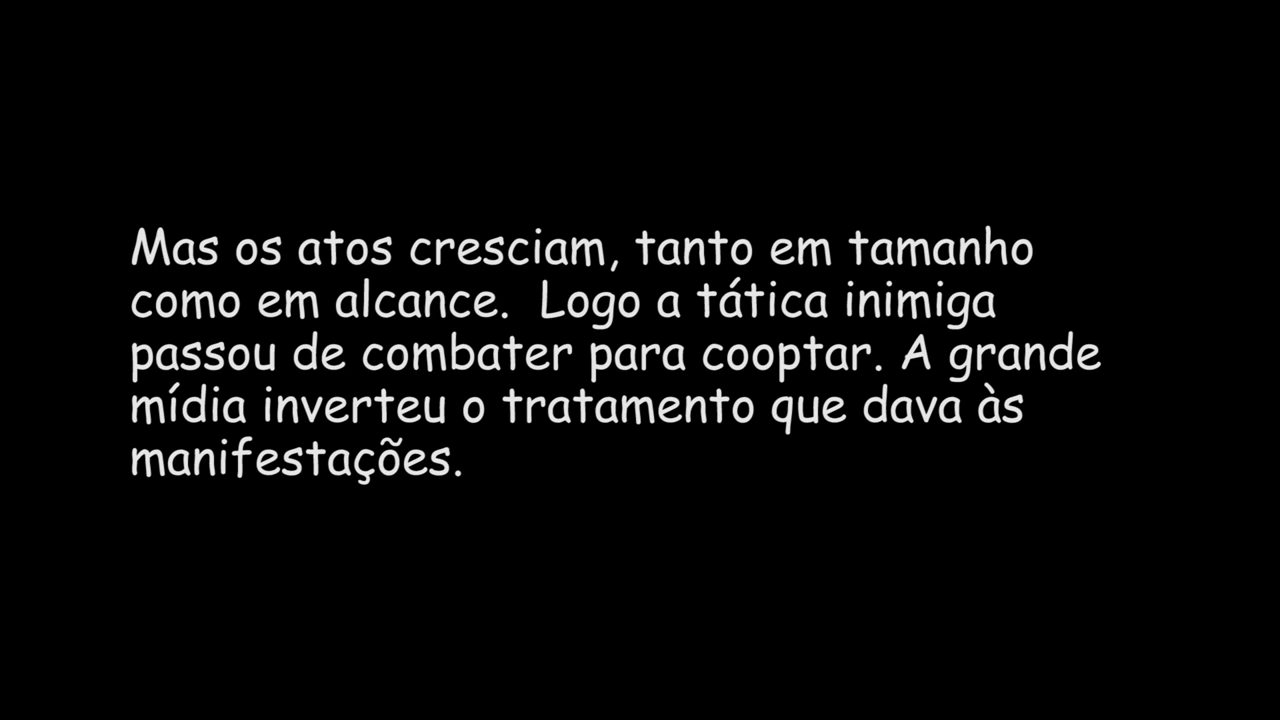 Mas os atos cresciam, tanto em tamanho
como em alcance.  Logo a tática inimiga
passou de combater para cooptar. A grande
mídia inverteu o tratamento que dava às
manifestações.